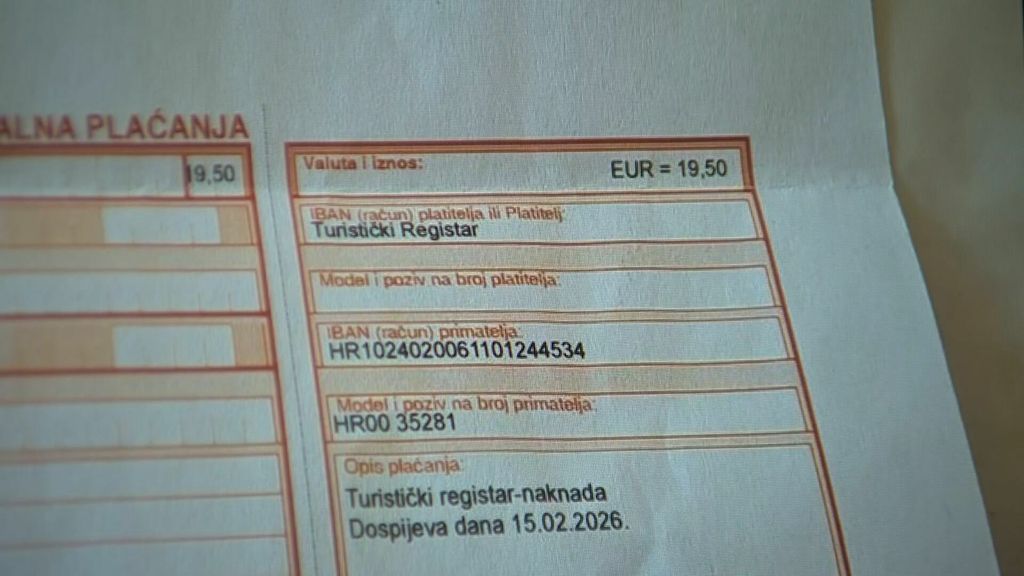 ALNA PLAĆANJA
19,50
Valuta i iznos:
EUR = 19,50
IBAN (račun) platitelja ili Platitelj:
Turistički Registar
Model i poziv na broj platitelja:
IBAN (račun) primatelja:
HR1024020061101244534
Model i poziv na broj primatelja:
HR00 35281
Opis plaćanja:
Turistički registar-naknada
Dospijeva dana 15.02.2026.